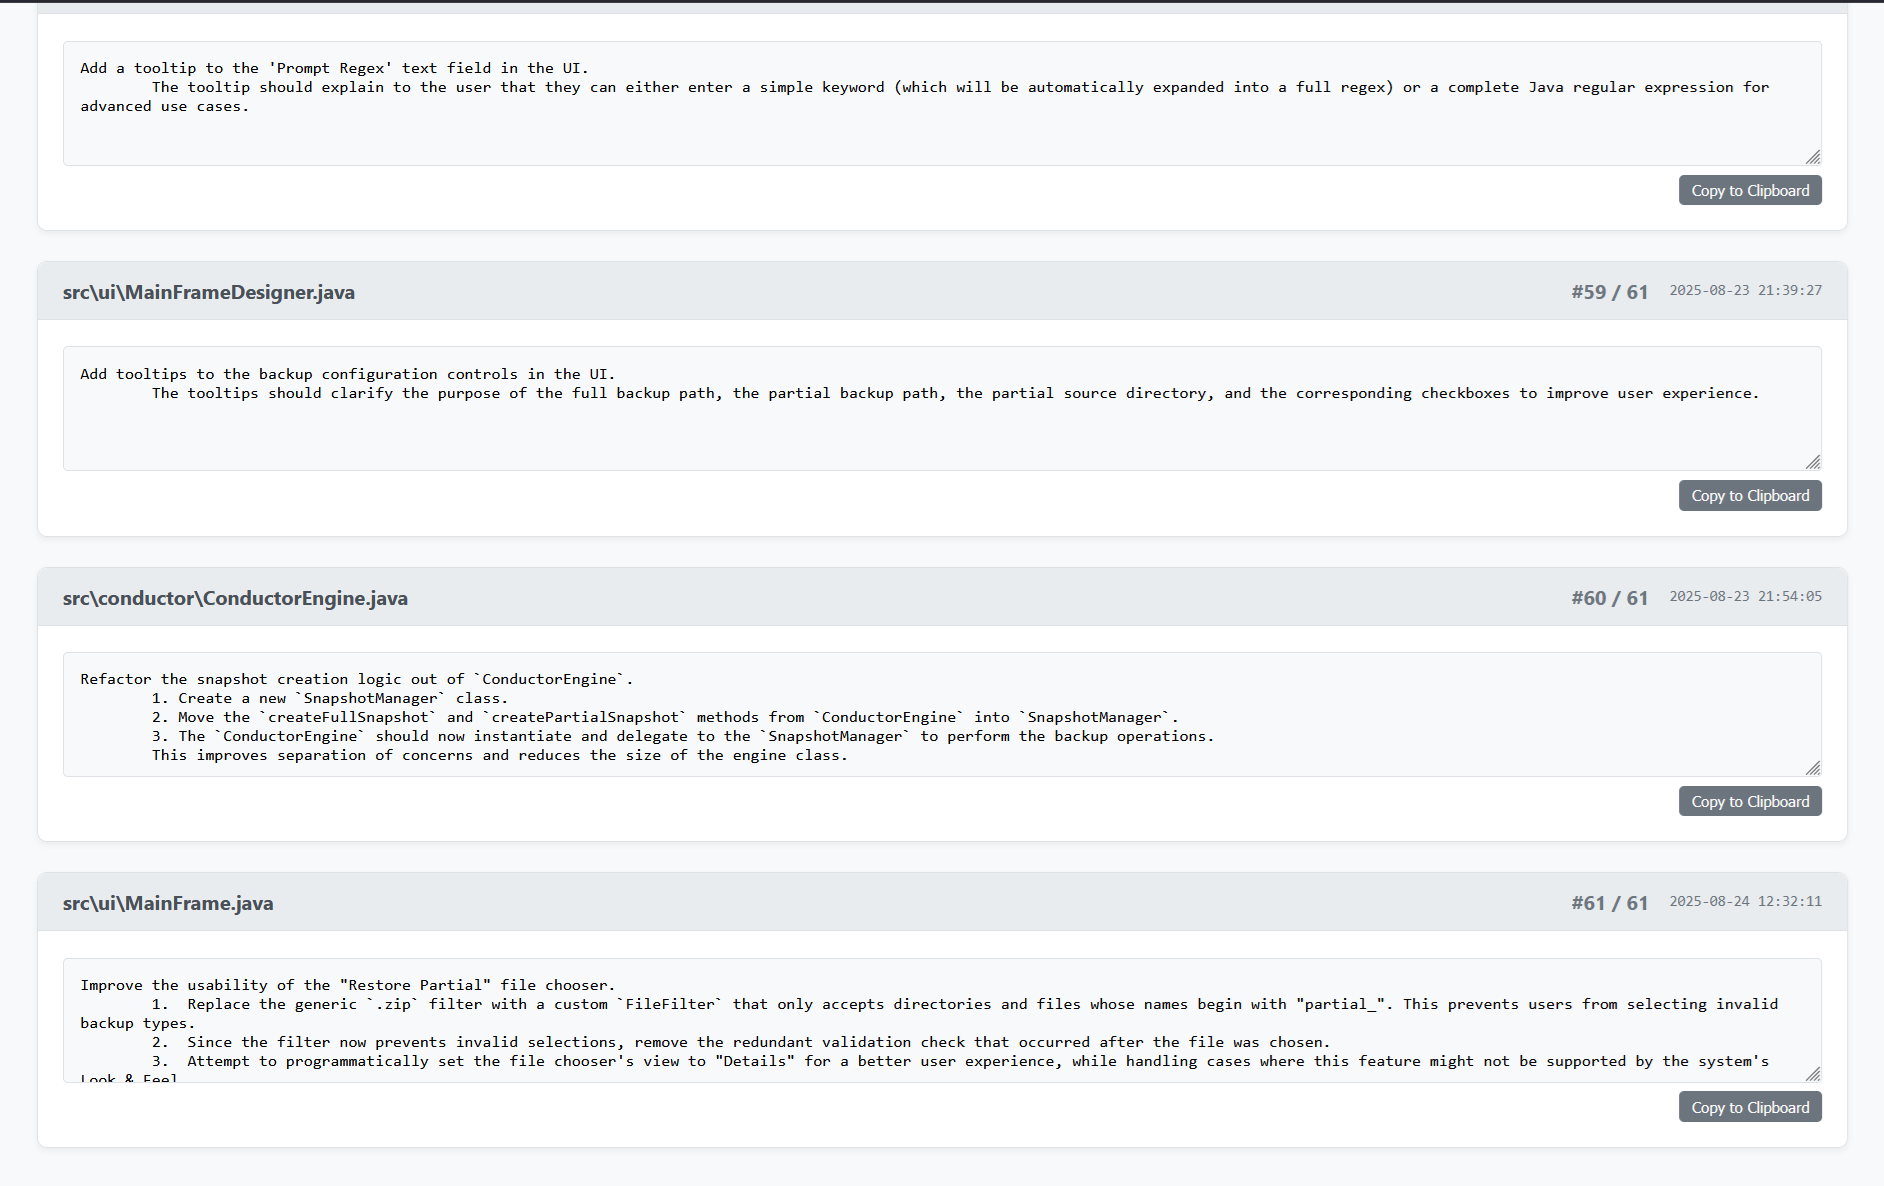 Add a tooltip to the 'Prompt Regex' text field in the UI.
The tooltip should explain to the user that they can either enter a simple keyword (which will be automatically expanded into a full regex) or a complete Java regular expression for
advanced use cases.
Copy to Clipboard
src\ui\MainFrameDesigner.java
#59 / 61 2025-08-23 21:39:27
Add tooltips to the backup configuration controls in the UI.
The tooltips should clarify the purpose of the full backup path, the partial backup path, the partial source directory, and the corresponding checkboxes to improve user experience.
Copy to Clipboard
src\conductor\ConductorEngine.java
#60 / 61 2025-08-23 21:54:05
Refactor the snapshot creation logic out of `ConductorEngine`.
1. Create a new `SnapshotManager` class.
2. Move the `createFullSnapshot` and `createPartialSnapshot` methods from `ConductorEngine` into `SnapshotManager`.
3. The `ConductorEngine` should now instantiate and delegate to the `SnapshotManager` to perform the backup operations.
This improves separation of concerns and reduces the size of the engine class.
Copy to Clipboard
src\ui\MainFrame.java
#61 / 61 2025-08-24 12:32:11
Improve the usability of the "Restore Partial" file chooser.
1.  Replace the generic `.zip` filter with a custom `FileFilter` that only accepts directories and files whose names begin with "partial_". This prevents users from selecting invalid
backup types.
2.  Since the filter now prevents invalid selections, remove the redundant validation check that occurred after the file was chosen.
3.  Attempt to programmatically set the file chooser's view to "Details" for a better user experience, while handling cases where this feature might not be supported by the system's
Look & Feel
Copy to Clipboard